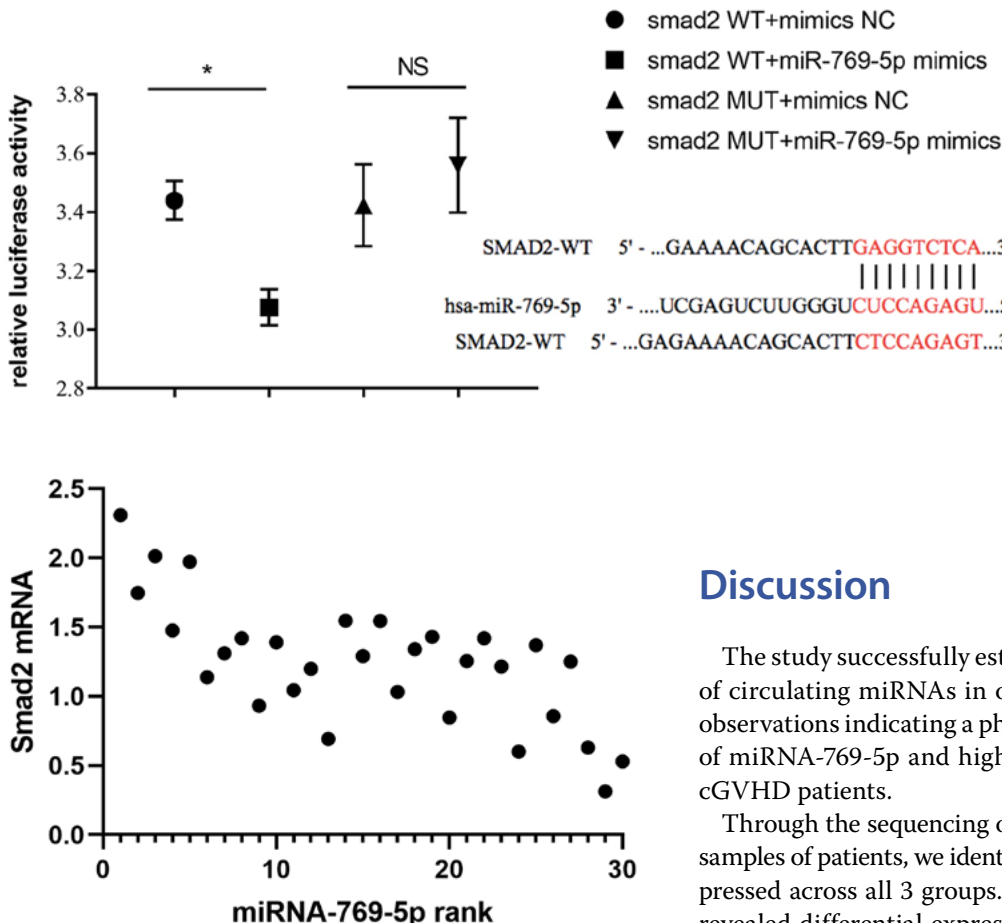 smad2 WT+mimics NC
smad2 WT+miR-769-5p mimics
smad2 MUT+mimics NC
smad2 MUT+miR-769-5p mimics
*
NS
relative luciferase activity
3.8
3.6
3.4
3.2
3.0
2.8
SMAD2-WT 5' - ...GAAAACAGCACTTGAGGTCTCA...3
hsa-miR-769-5p 3' - ....UCGAGUCUUGGGUCUCCAGAGU...
SMAD2-WT 5' - ...GAGAAAACAGCACTTCTCCAGAGT...3
Smad2 mRNA
2.5
2.0
1.5
1.0
0.5
0.0
0 10 20 30
miRNA-769-5p rank
Discussion
The study successfully est
of circulating miRNAs in
observations indicating a ph
of miRNA-769-5p and high
cGVHD patients.
Through the sequencing
samples of patients, we ident
pressed across all 3 groups.
revealed differential expres